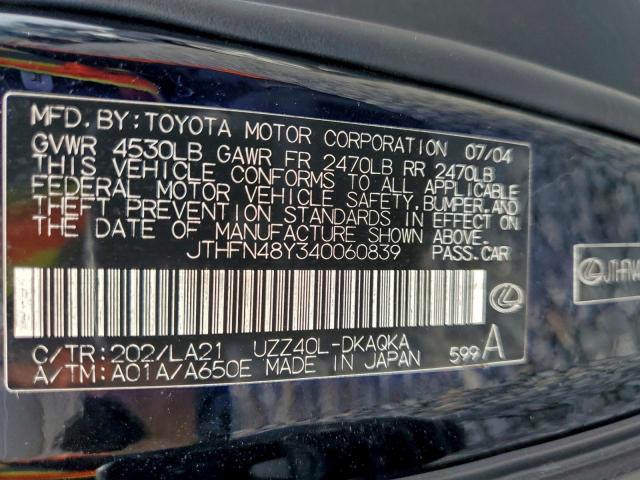 MFD. BY: TOYOTA MOTOR CORPORATION 07/04
GVWR 4530LB GAWR FR 2470LB RR 2470LB
THIS VEHICLE CONFORMS TO ALL APPLICABLE
FEDERAL MOTOR VEHICLE SAFETY, BUMPER, AND
THEFT PREVENTION STANDARDS IN EFFECT ON
THE DATE OF MANUFACTURE SHOWN ABOVE.
JTHFN48Y340060839 PASS.CAR
C/TR: 202/LA21 UZZ40L-DKAQKA
A/TM: A01A/A650E MADE IN JAPAN 599 A